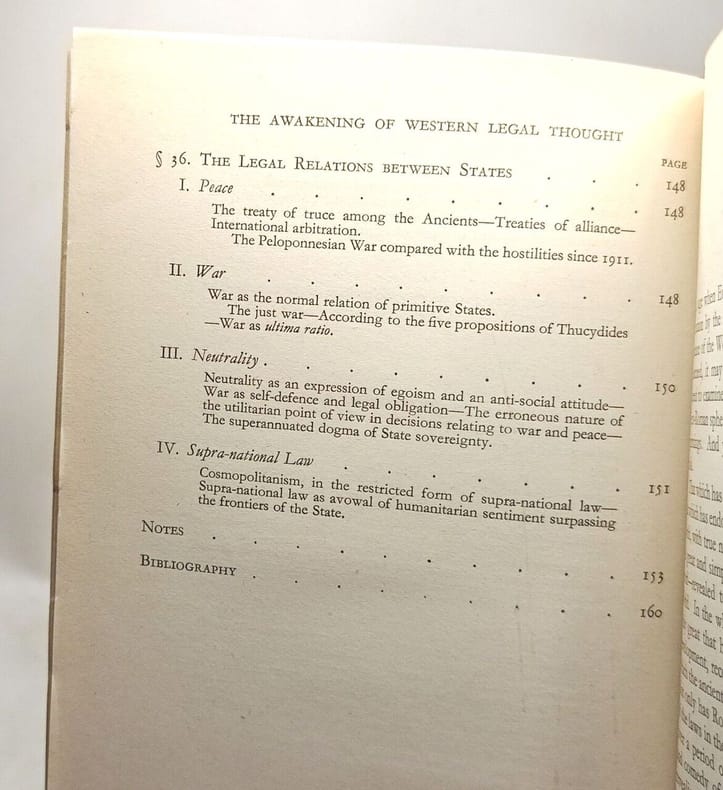 THE AWAKENING OF WESTERN LEGAL THOUGHT
PAGE
§ 36. THE LEGAL RELATIONS BETWEEN STATES . . . 148
I. Peace . . . . . . . . . 148
The treaty of truce among the Ancients—Treaties of alliance—
International arbitration.
The Peloponnesian War compared with the hostilities since 1911.
II. War . . . . . . . . . 148
War as the normal relation of primitive States.
The just war—According to the five propositions of Thucydides
—War as ultima ratio.
III. Neutrality . . . . . . . . 150
Neutrality as an expression of egoism and an anti-social attitude—
War as self-defence and legal obligation—The erroneous nature of
the utilitarian point of view in decisions relating to war and peace—
The superannuated dogma of State sovereignty.
IV. Supra-national Law . . . . . . . 151
Cosmopolitanism, in the restricted form of supra-national law—
Supra-national law as avowal of humanitarian sentiment surpassing
the frontiers of the State.
NOTES . . . . . . . . . . 153
BIBLIOGRAPHY . . . . . . . . . 160